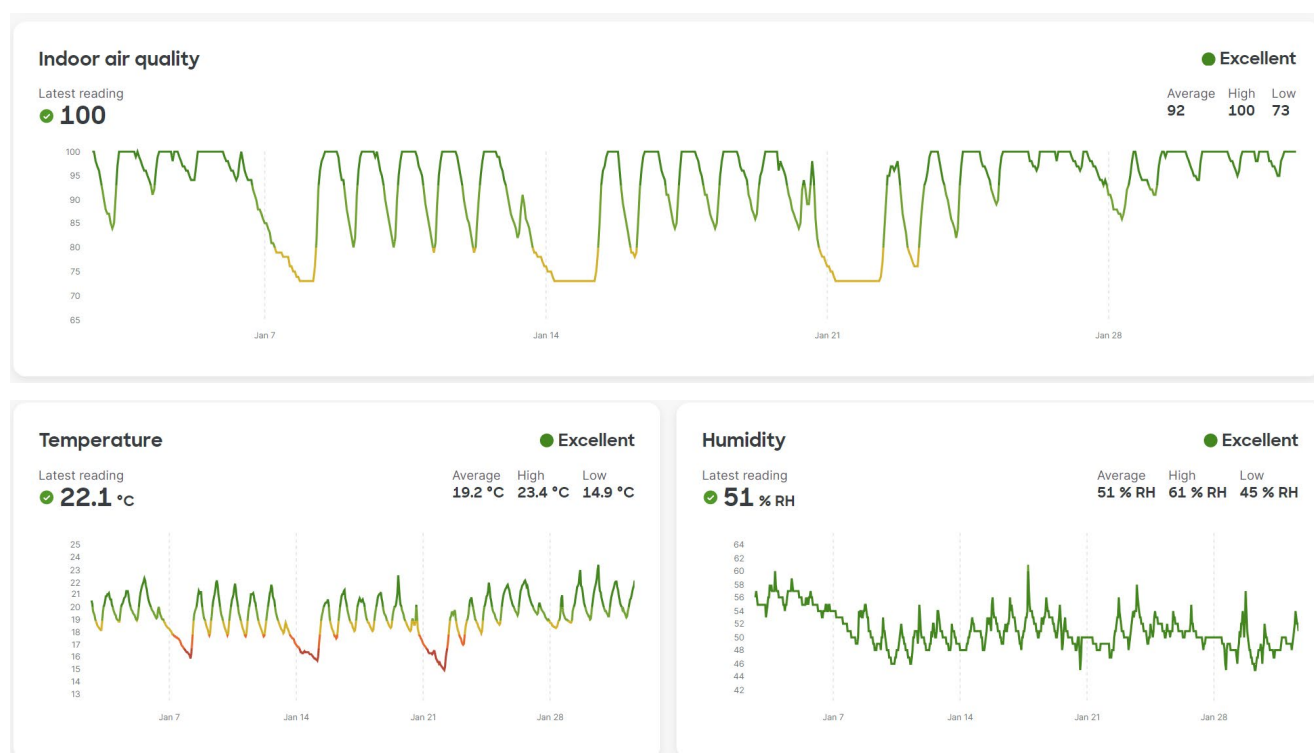 Indoor air quality
Excellent
Latest reading
100
Average High Low
92 100 73
100
95
90
85
80
75
70
65
Jan 7 Jan 14 Jan 21 Jan 28
Temperature
Excellent
Latest reading
22.1 °C
Average High Low
19.2 °C 23.4 °C 14.9 °C
25
24
23
22
21
20
19
18
17
16
15
14
13
Jan 7 Jan 14 Jan 21 Jan 28
Humidity
Excellent
Latest reading
51 % RH
Average High Low
51 % RH 61 % RH 45 % RH
64
62
60
58
56
54
52
50
48
46
44
42
Jan 7 Jan 14 Jan 21 Jan 28